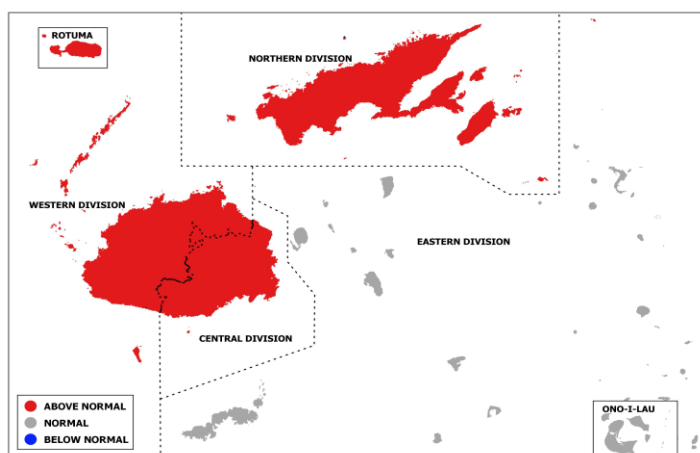 ROTUMA
NORTHERN DIVISION
WESTERN DIVISION
EASTERN DIVISION
CENTRAL DIVISION
ABOVE NORMAL
NORMAL
BELOW NORMAL
ONO-I-LAU